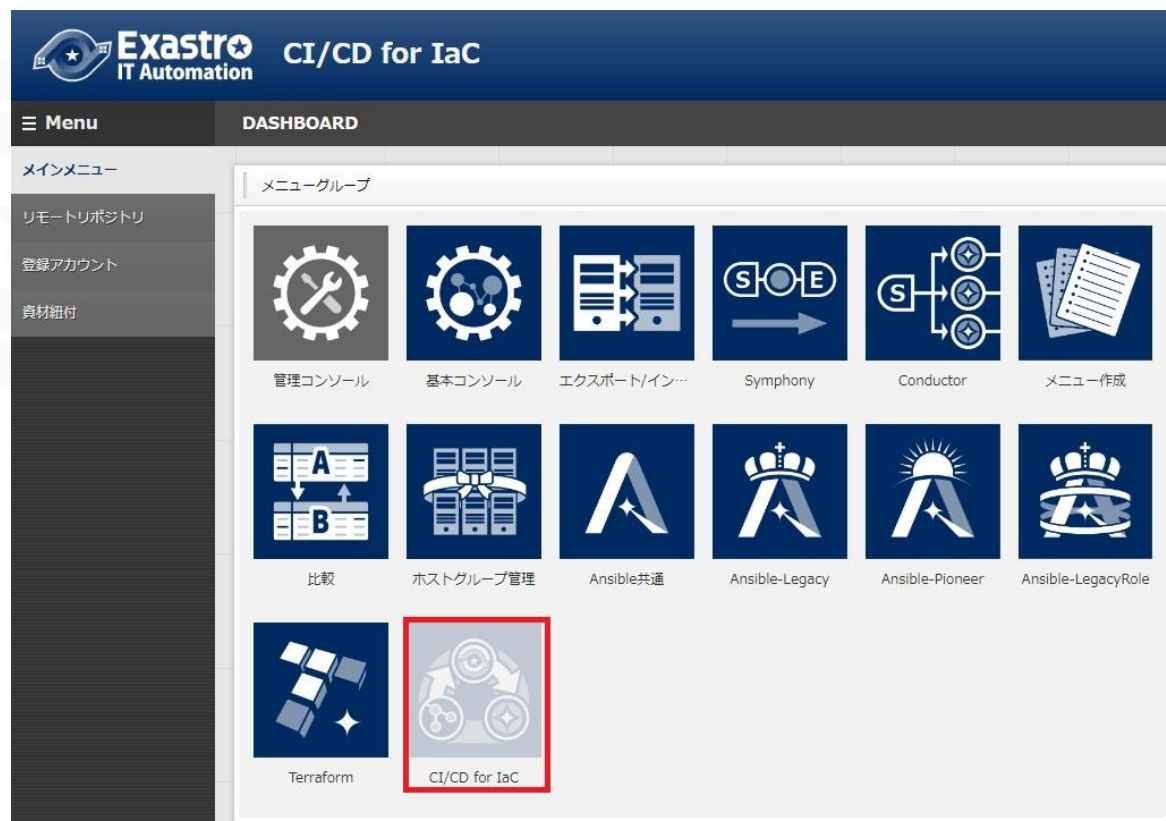 Exastro
IT Automation
CI/CD for IaC
Menu
DASHBOARD
メインメニュー
リモートリポジトリ
登録アカウント
資材紐付
メニューグループ
S E
S
管理コンソール
基本コンソール
エクスポート/イン…
Symphony
Conductor
メニュー作成
A
B
比較
ホストグループ管理
Ansible共通
Ansible-Legacy
Ansible-Pioneer
Ansible-LegacyRole
Terraform
CI/CD for IaC